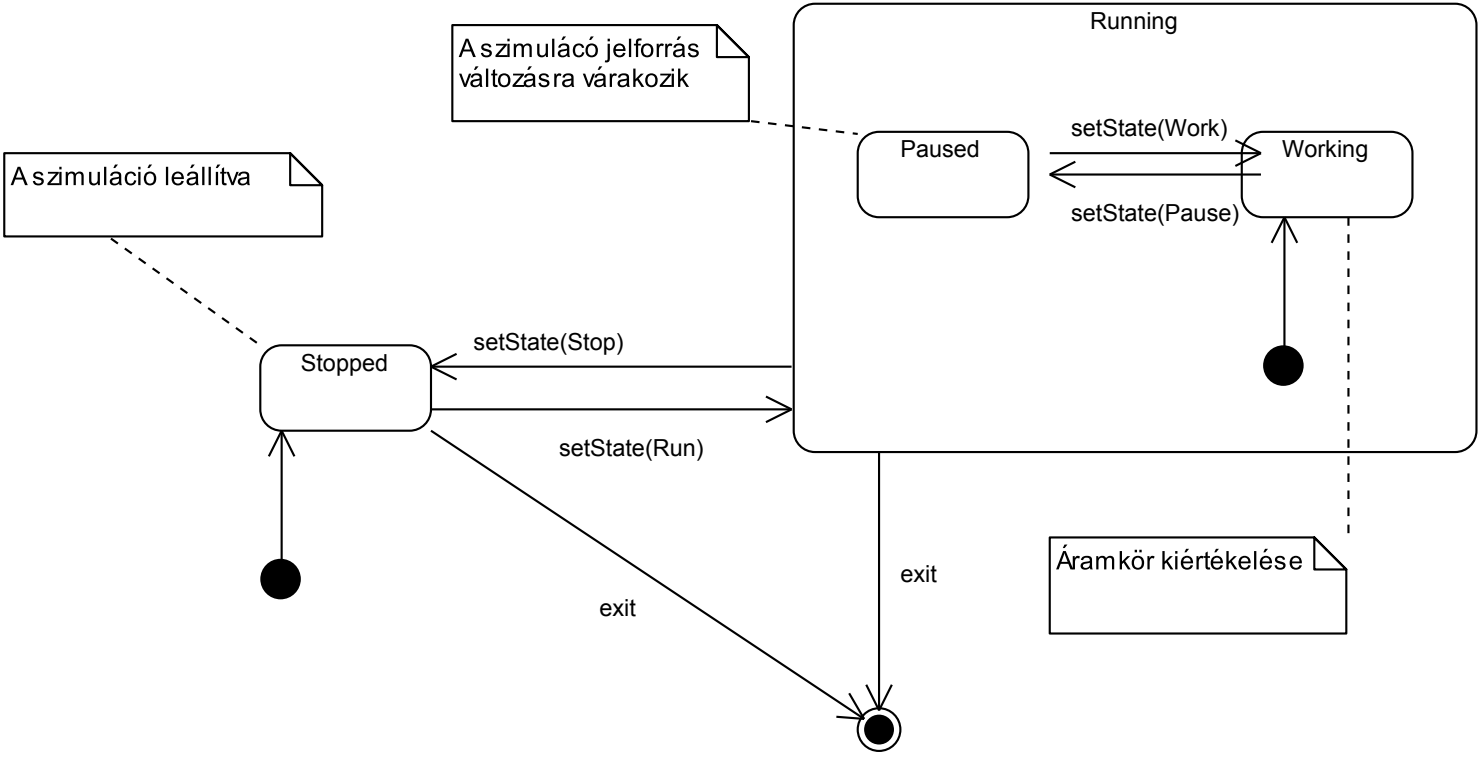 Running
A szimulácó jelforrás
változásra várakozik
setState(Work)
Paused
Working
A szimuláció leállítva
setState(Pause)
setState(Stop)
Stopped
setState(Run)
Áramkör kiértékelése
exit
exit